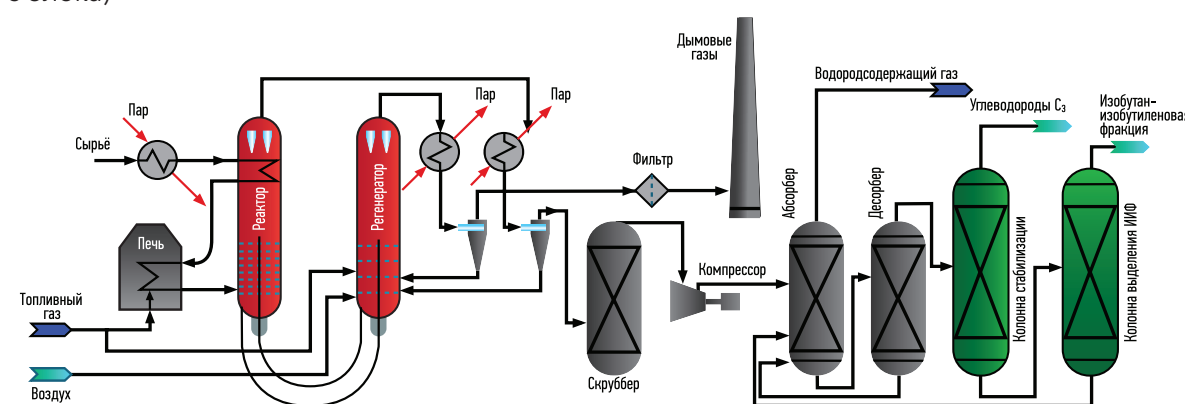 Дымовые
газы
Водородсодержащий газ
Углеводороды C₃
Изобутан-
изобутиленовая
фракция
Пар
Пар
Пар
Сырьё
Реактор
Регенератор
Фильтр
Абсорбер
Десорбер
Колонна стабилизации
Колонна выделения ИИФ
Печь
Компрессор
Топливный
газ
Скруббер
Воздух